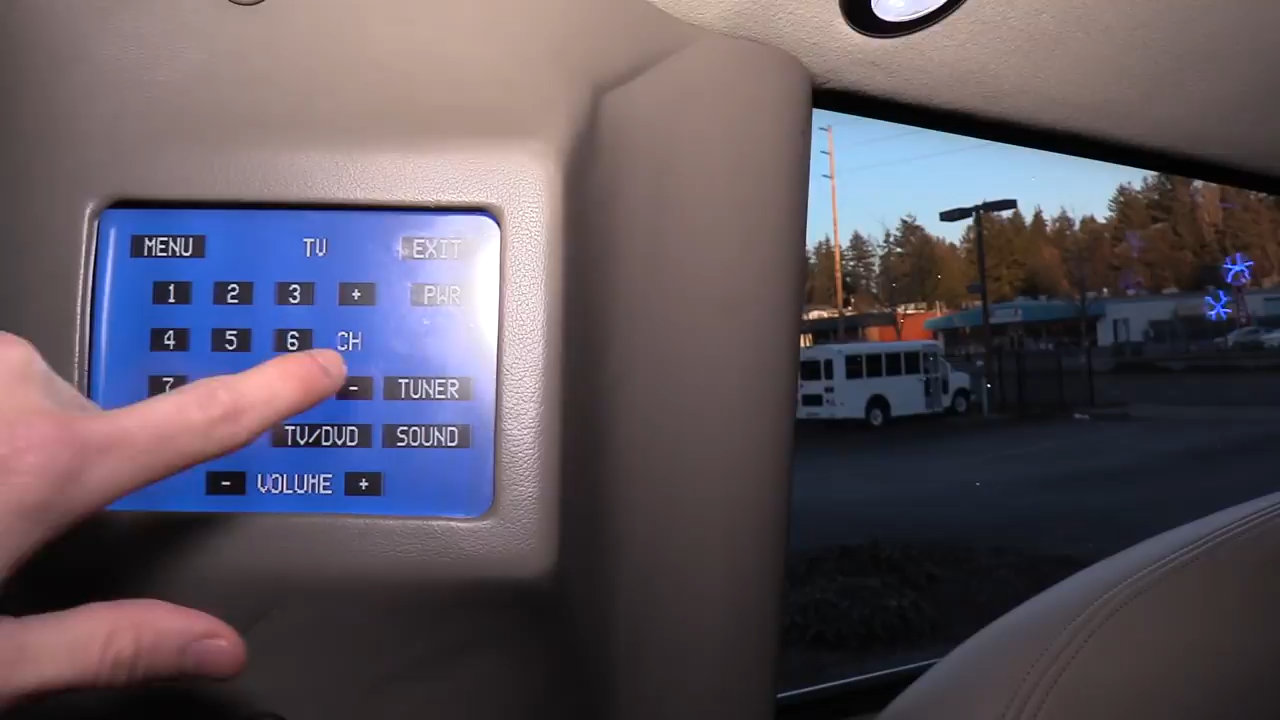 MENU TV EXIT
1 2 3 + PWR
4 5 6 CH
7 - TUNER
TV/DVD SOUND
- VOLUME +